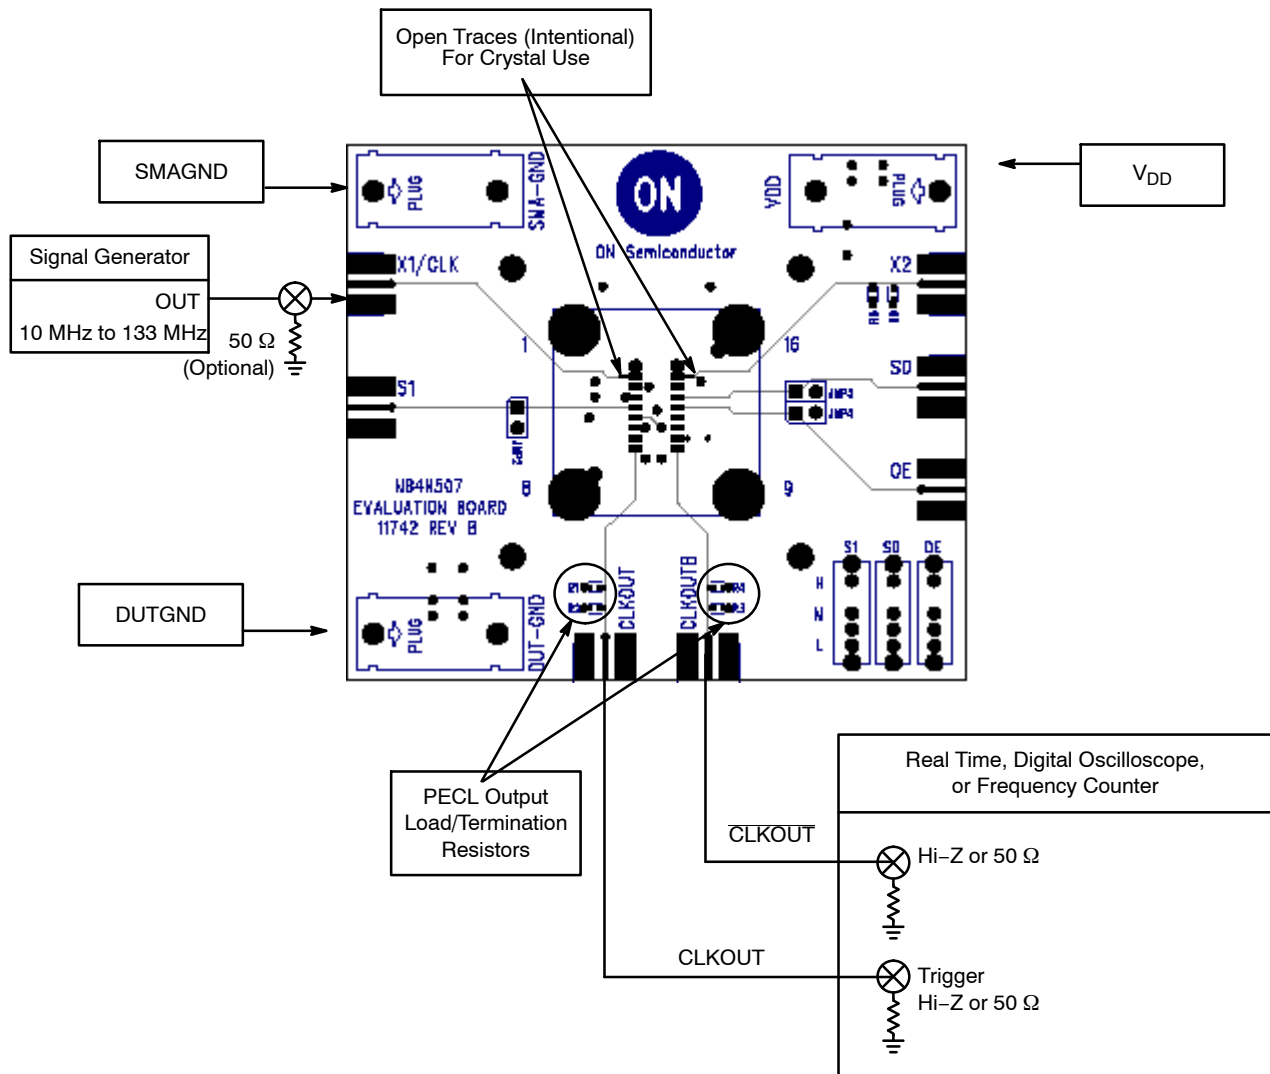 Open Traces (Intentional)
For Crystal Use
SMAGND
VDD
PLUG
SMA-GND
ON
ON Semiconductor
VDD
PLUG
Signal Generator
OUT
10 MHz to 133 MHz
50 Ω
(Optional)
X1/CLK
X2
1
16
S1
S0
JMP4
OE
8
9
NB4N507
EVALUATION BOARD
11742 REV B
S1
S0
OE
H
N
L
DUTGND
PLUG
DUT-GND
CLKOUT
CLKOUTB
PECL Output
Load/Termination
Resistors
Real Time, Digital Oscilloscope,
or Frequency Counter
CLKOUT
Hi–Z or 50 Ω
CLKOUT
Trigger
Hi–Z or 50 Ω